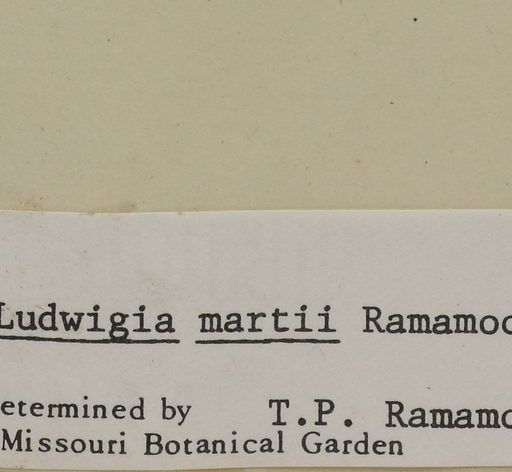 Ludwigia martii Ramamoo
etermined by T.P. Ramamo
Missouri Botanical Garden